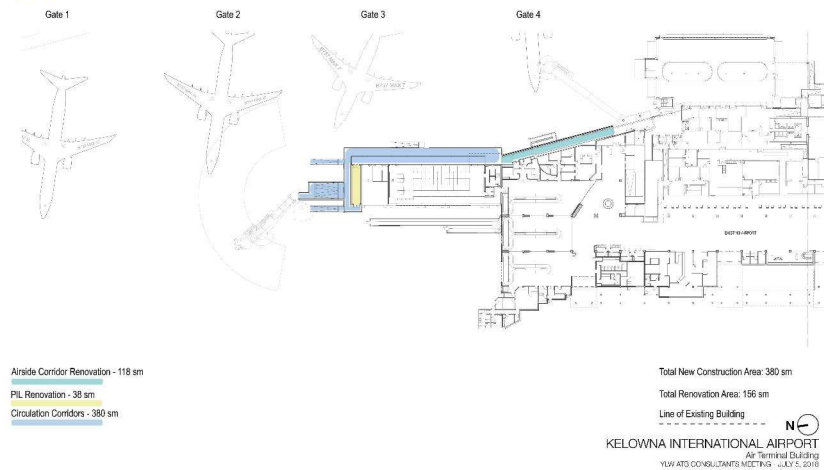 Gate 1
Gate 2
Gate 3
Gate 4
Airside Corridor Renovation - 118 sm
PIL Renovation - 38 sm
Circulation Corridors - 380 sm
Total New Construction Area: 380 sm
Total Renovation Area: 156 sm
Line of Existing Building
N
KELOWNA INTERNATIONAL AIRPORT
Air Terminal Building
YLW ATB CONSULTANTS MEETING - JULY 5, 2018